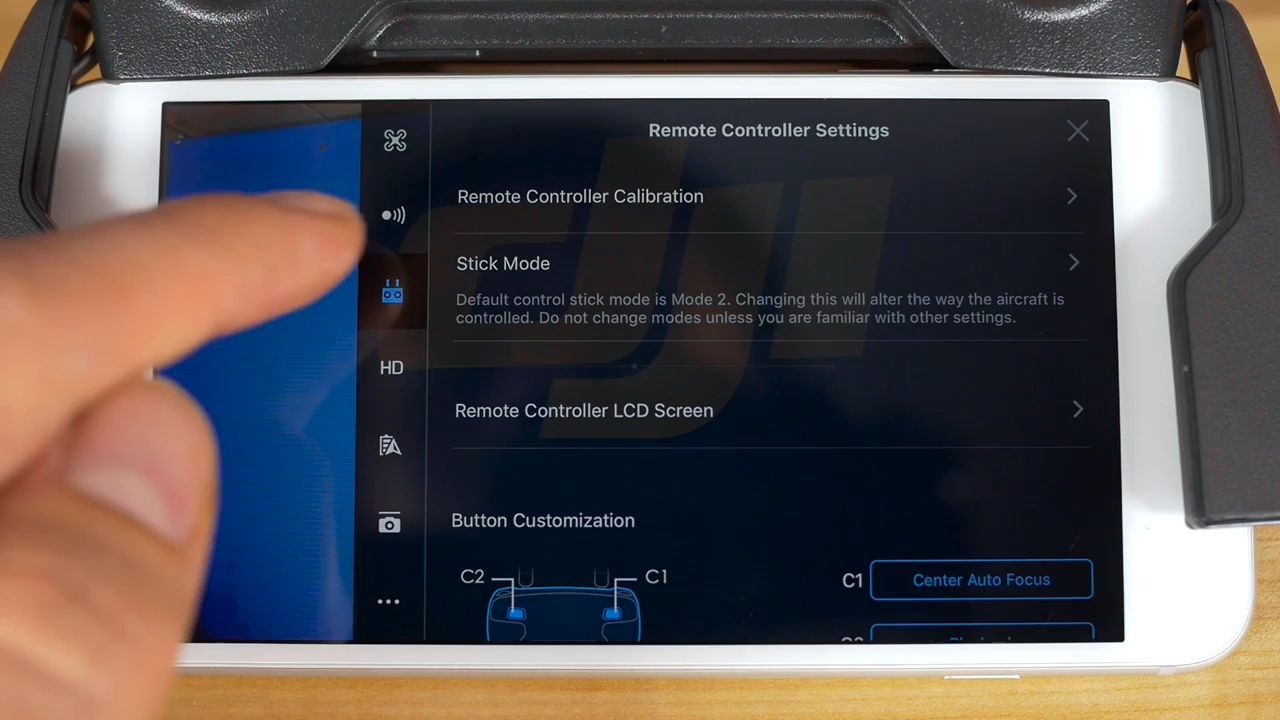 Remote Controller Settings
Remote Controller Calibration
Stick Mode
Default control stick mode is Mode 2. Changing this will alter the way the aircraft is
controlled. Do not change modes unless you are familiar with other settings.
HD
Remote Controller LCD Screen
Button Customization
C2
C1
C1
Center Auto Focus
dji